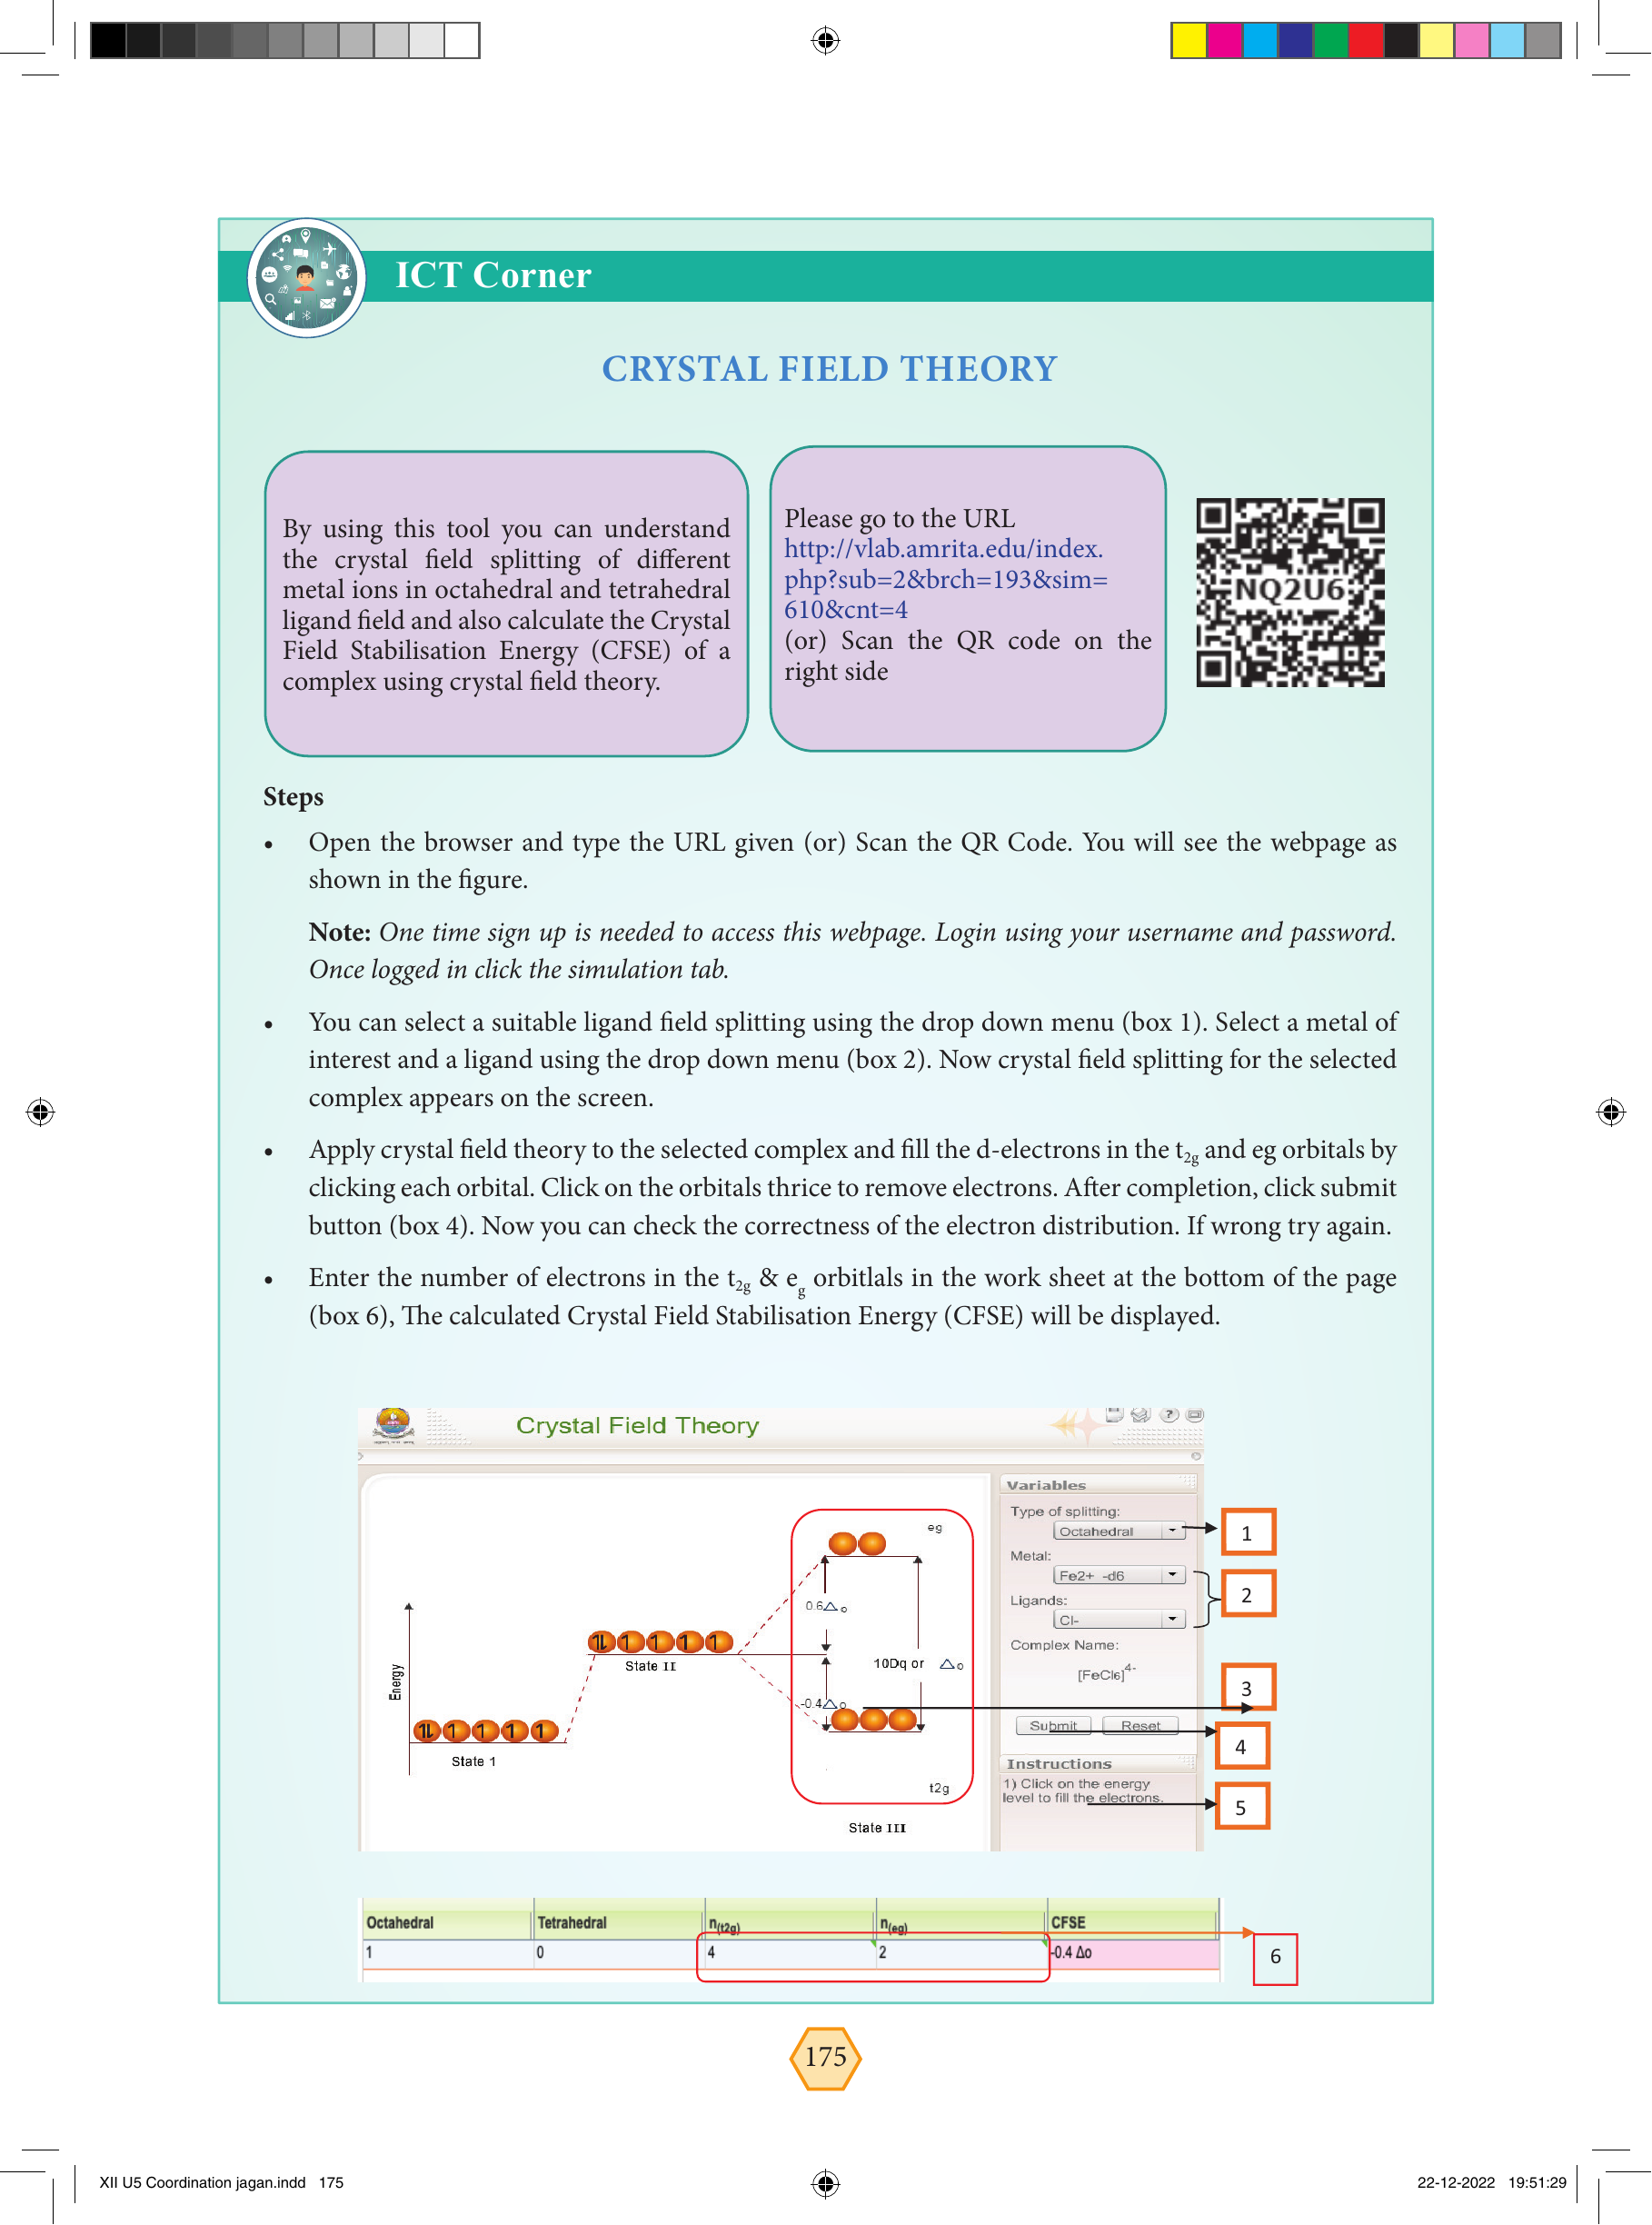 ICT Corner
CRYSTAL FIELD THEORY
By using this tool you can understand
the crystal field splitting of different
metal ions in octahedral and tetrahedral
ligand field and also calculate the Crystal
Field Stabilisation Energy (CFSE) of a
complex using crystal field theory.
Please go to the URL
http://vlab.amrita.edu/index.
php?sub=2&brch=193&sim=
610&cnt=4
(or) Scan the QR code on the
right side
NQ2U6
Steps
• Open the browser and type the URL given (or) Scan the QR Code. You will see the webpage as
shown in the figure.
Note: One time sign up is needed to access this webpage. Login using your username and password.
Once logged in click the simulation tab.
• You can select a suitable ligand field splitting using the drop down menu (box 1). Select a metal of
interest and a ligand using the drop down menu (box 2). Now crystal field splitting for the selected
complex appears on the screen.
• Apply crystal field theory to the selected complex and fill the d-electrons in the t2g and eg orbitals by
clicking each orbital. Click on the orbitals thrice to remove electrons. After completion, click submit
button (box 4). Now you can check the correctness of the electron distribution. If wrong try again.
• Enter the number of electrons in the t2g & eg orbitlals in the work sheet at the bottom of the page
(box 6), The calculated Crystal Field Stabilisation Energy (CFSE) will be displayed.
Crystal Field Theory
Energy
State 1
State II
eg
0.6△o
10Dq or △o
-0.4△o
t2g
State III
Variables
Type of splitting:
Octahedral
Metal:
Fe2+ -d6
Ligands:
Cl-
Complex Name:
[FeCl6]4-
Submit Reset
Instructions
1) Click on the energy
level to fill the electrons.
1
2
3
4
5
Octahedral Tetrahedral n(t2g) n(eg) CFSE
1 0 4 2 -0.4 Δo
6
175
XII U5 Coordination jagan.indd 175
22-12-2022 19:51:29